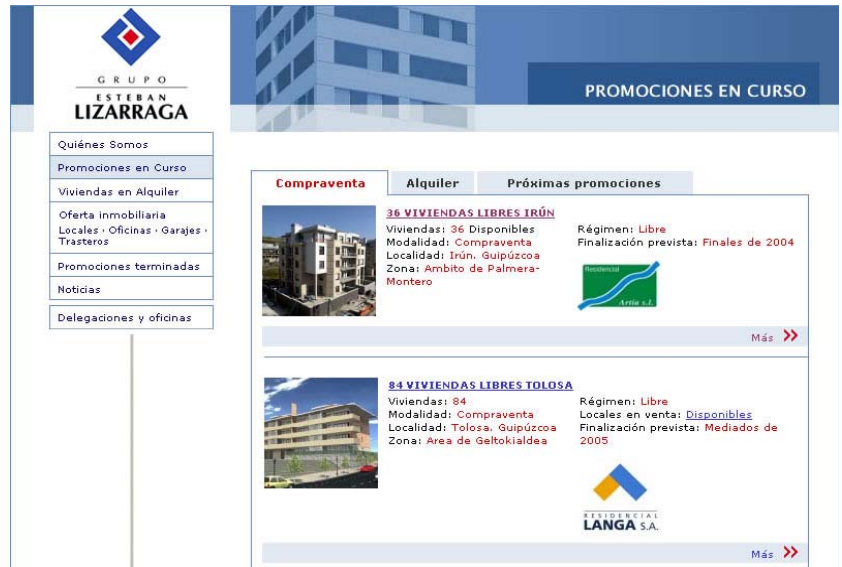 GRUPO
ESTEBAN
LIZARRAGA
PROMOCIONES EN CURSO
Quiénes Somos
Promociones en Curso
Viviendas en Alquiler
Oferta inmobiliaria
Locales · Oficinas · Garajes ·
Trasteros
Promociones terminadas
Noticias
Delegaciones y oficinas
Compraventa
Alquiler
Próximas promociones
36 VIVIENDAS LIBRES IRÚN
Viviendas: 36 Disponibles
Modalidad: Compraventa
Localidad: Irún. Guipúzcoa
Zona: Ambito de Palmera-
Montero
Régimen: Libre
Finalización prevista: Finales de 2004
Residencial
Artia s.l.
Más
84 VIVIENDAS LIBRES TOLOSA
Viviendas: 84
Modalidad: Compraventa
Localidad: Tolosa. Guipúzcoa
Zona: Area de Geltokialdea
Régimen: Libre
Locales en venta: Disponibles
Finalización prevista: Mediados de
2005
RESIDENCIAL
LANGA S.A.
Más